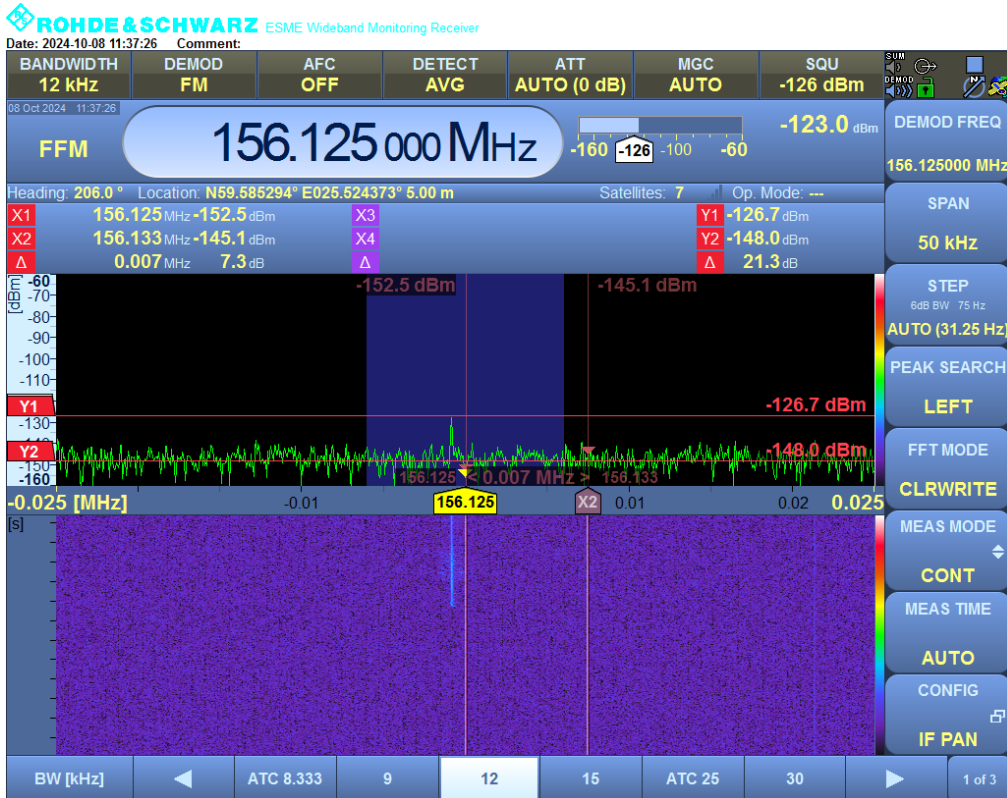 ROHDE & SCHWARZ ESME Wideband Monitoring Receiver
Date: 2024-10-08 11:37:26 Comment:
BANDWIDTH DEMOD AFC DETECT ATT MGC SQU
12 kHz FM OFF AVG AUTO (0 dB) AUTO -126 dBm
SUM
DEMOD
08 Oct 2024 11:37:26
FFM 156.125 000 MHz
-160 -126 -100 -60
-123.0 dBm
DEMOD FREQ
156.125000 MHz
Heading: 206.0 ° Location: N59.585294° E025.524373° 5.00 m Satellites: 7 Op. Mode: ---
X1 156.125 MHz -152.5 dBm X3 Y1 -126.7 dBm
X2 156.133 MHz -145.1 dBm X4 Y2 -148.0 dBm
Δ 0.007 MHz 7.3 dB Δ Δ 21.3 dB
SPAN
50 kHz
[dBm]
-60
-70
-80
-90
-100
-110
Y1
-130
Y2
-150
-160
-152.5 dBm -145.1 dBm
-126.7 dBm
-148.0 dBm
156.125 < 0.007 MHz > 156.133
-0.025 [MHz] -0.01 156.125 X2 0.01 0.02 0.025
[s]
STEP
6dB BW 75 Hz
AUTO (31.25 Hz)
PEAK SEARCH
LEFT
FFT MODE
CLRWRITE
MEAS MODE
CONT
MEAS TIME
AUTO
CONFIG
IF PAN
BW [kHz] ATC 8.333 9 12 15 ATC 25 30 1 of 3